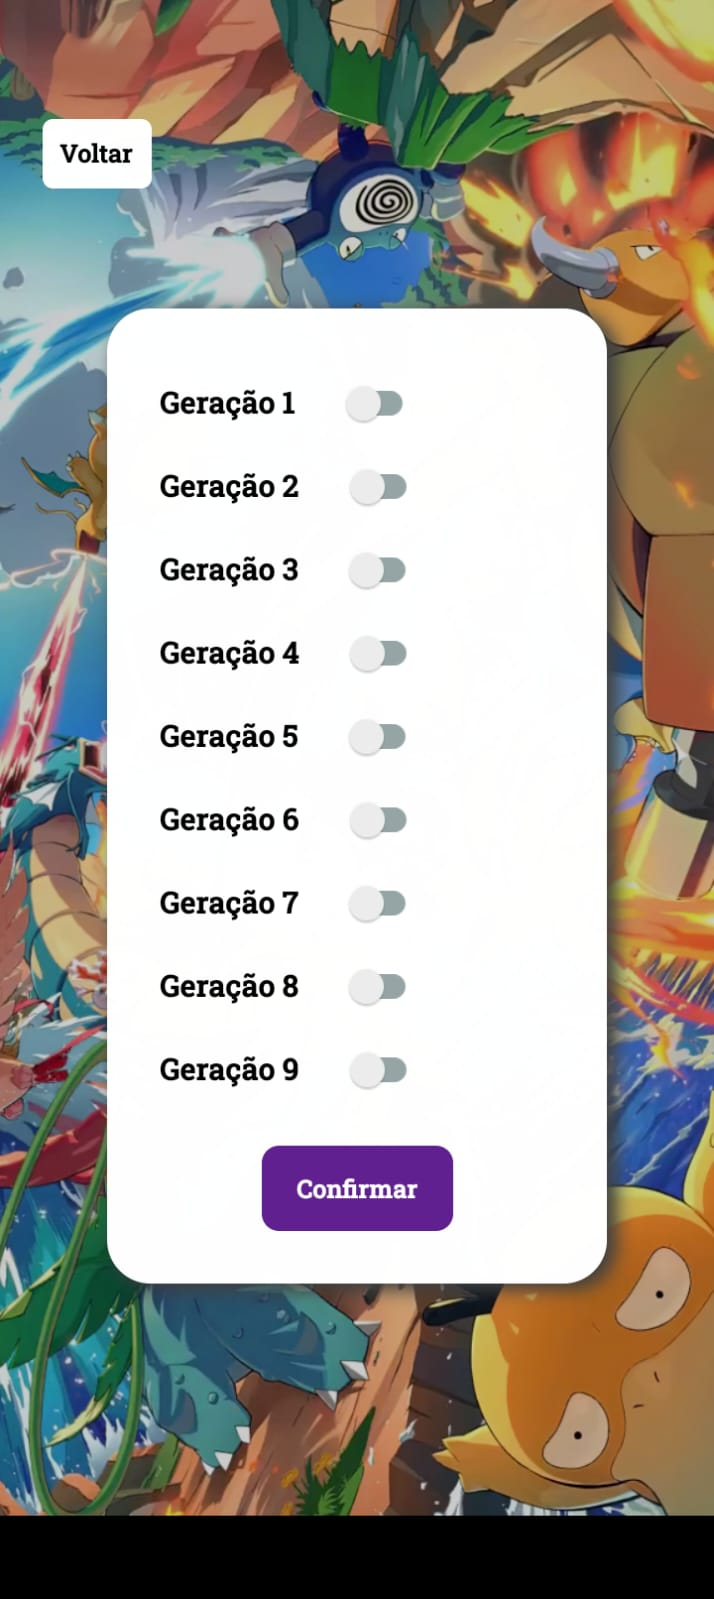 Voltar
Geração 1
Geração 2
Geração 3
Geração 4
Geração 5
Geração 6
Geração 7
Geração 8
Geração 9
Confirmar